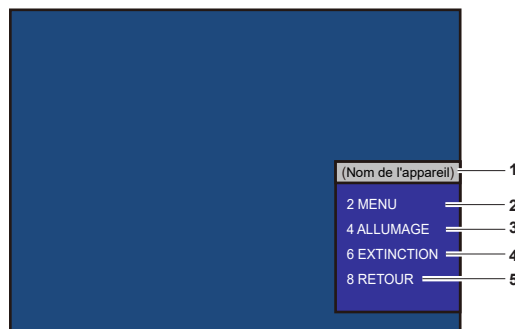 (Nom de l'appareil) 1
2 MENU 2
4 ALLUMAGE 3
6 EXTINCTION 4
8 RETOUR 5